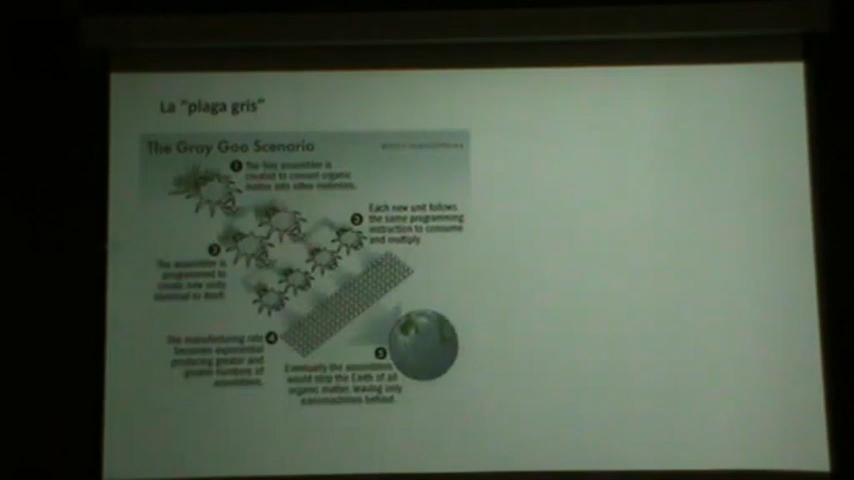 La "plaga gris"
The Gray Goo Scenario
1 The first assembler is
created to convert organic
matter into other materials.
2
The assembler is
programmed to
create new units
identical to itself.
3 Each new unit follows
the same programming
instruction to consume
and multiply.
4 The manufacturing rate
becomes exponential
producing greater and
greater numbers of
assemblers.
5
Eventually the assemblers
would strip the Earth of all
organic matter, leaving only
nanomachines behind.